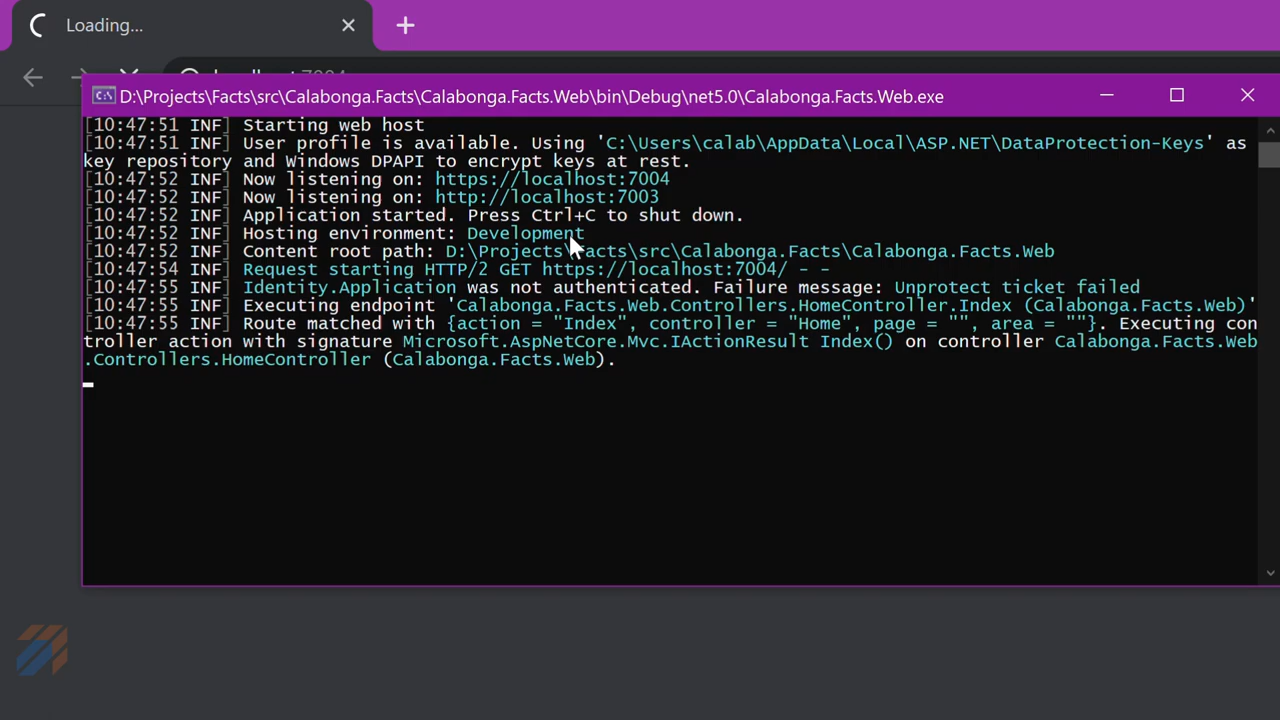 Loading...
D:\Projects\Facts\src\Calabonga.Facts\Calabonga.Facts.Web\bin\Debug\net5.0\Calabonga.Facts.Web.exe
[10:47:51 INF] Starting web host
[10:47:51 INF] User profile is available. Using 'C:\Users\calab\AppData\Local\ASP.NET\DataProtection-Keys' as
key repository and Windows DPAPI to encrypt keys at rest.
[10:47:52 INF] Now listening on: https://localhost:7004
[10:47:52 INF] Now listening on: http://localhost:7003
[10:47:52 INF] Application started. Press Ctrl+C to shut down.
[10:47:52 INF] Hosting environment: Development
[10:47:52 INF] Content root path: D:\Projects\Facts\src\Calabonga.Facts\Calabonga.Facts.Web
[10:47:54 INF] Request starting HTTP/2 GET https://localhost:7004/ - -
[10:47:55 INF] Identity.Application was not authenticated. Failure message: Unprotect ticket failed
[10:47:55 INF] Executing endpoint 'Calabonga.Facts.Web.Controllers.HomeController.Index (Calabonga.Facts.Web)'
[10:47:55 INF] Route matched with {action = "Index", controller = "Home", page = "", area = ""}. Executing con
troller action with signature Microsoft.AspNetCore.Mvc.IActionResult Index() on controller Calabonga.Facts.Web
.Controllers.HomeController (Calabonga.Facts.Web).